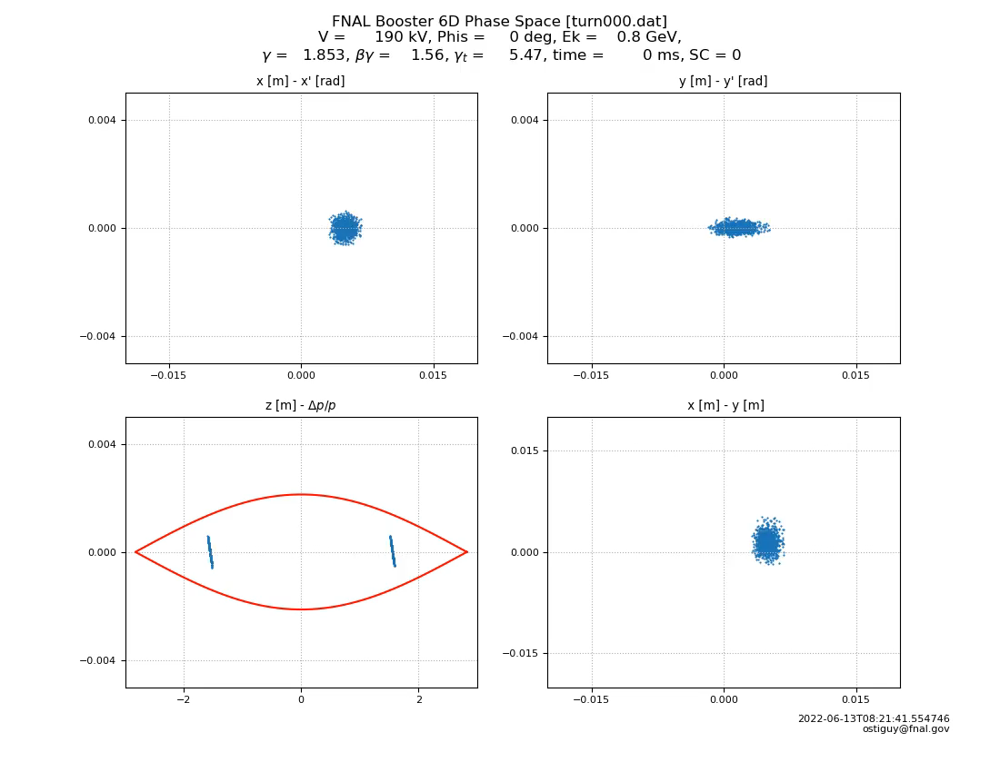 FNAL Booster 6D Phase Space [turn000.dat]
V = 190 kV, Phis = 0 deg, Ek = 0.8 GeV,
γ = 1.853, βγ = 1.56, γt = 5.47, time = 0 ms, SC = 0
x [m] - x' [rad]
0.004
0.000
−0.004
−0.015 0.000 0.015
y [m] - y' [rad]
0.004
0.000
−0.004
−0.015 0.000 0.015
z [m] - Δp/p
0.004
0.000
−0.004
−2 0 2
x [m] - y [m]
0.015
0.000
−0.015
−0.015 0.000 0.015
2022-06-13T08:21:41.554746
ostiguy@fnal.gov